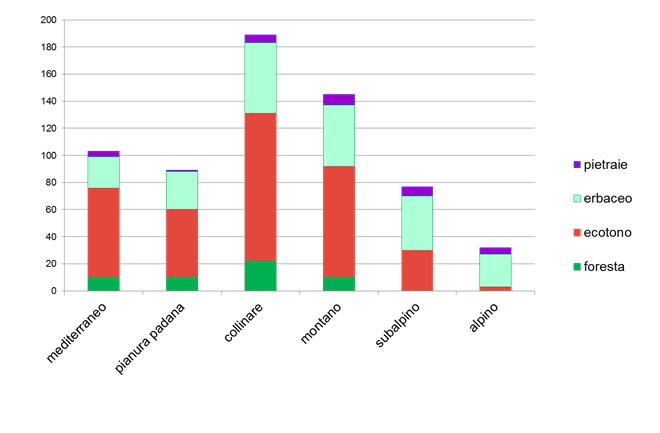 200
180
160
140
120
100
80
60
40
20
0
mediterraneo
pianura padana
collinare
montano
subalpino
alpino
pietraie
erbaceo
ecotono
foresta